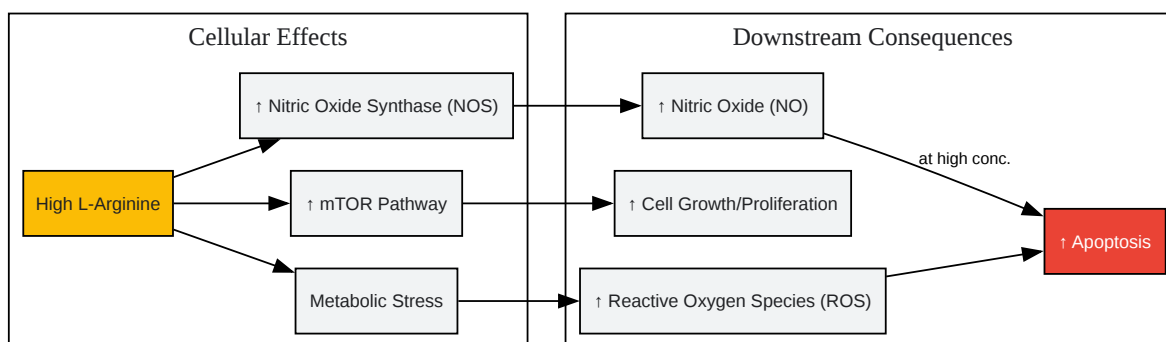 Cellular Effects
Downstream Consequences
↑ Nitric Oxide Synthase (NOS)
↑ Nitric Oxide (NO)
at high conc.
High L-Arginine
↑ mTOR Pathway
↑ Cell Growth/Proliferation
↑ Apoptosis
Metabolic Stress
↑ Reactive Oxygen Species (ROS)